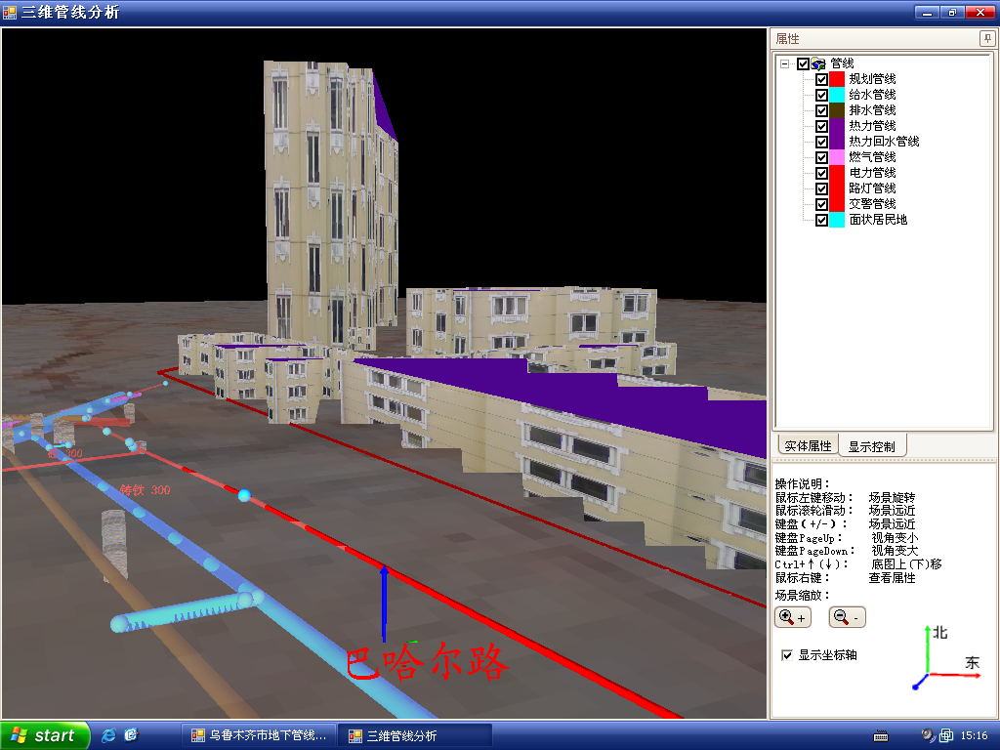 三维管线分析
属性
管线
规划管线
给水管线
排水管线
热力管线
热力回水管线
燃气管线
电力管线
路灯管线
交警管线
面状居民地
实体属性 显示控制
操作说明：
鼠标左键移动： 场景旋转
鼠标滚轮滑动： 场景远近
键盘(+/-)： 场景远近
键盘PageUp： 视角变小
键盘PageDown： 视角变大
Ctrl+↑(↓)： 底图上(下)移
鼠标右键： 查看属性
场景缩放：
+ -
显示坐标轴
北
东
铸铁 300
巴哈尔路
start
乌鲁木齐市地下管线...
三维管线分析
15:16